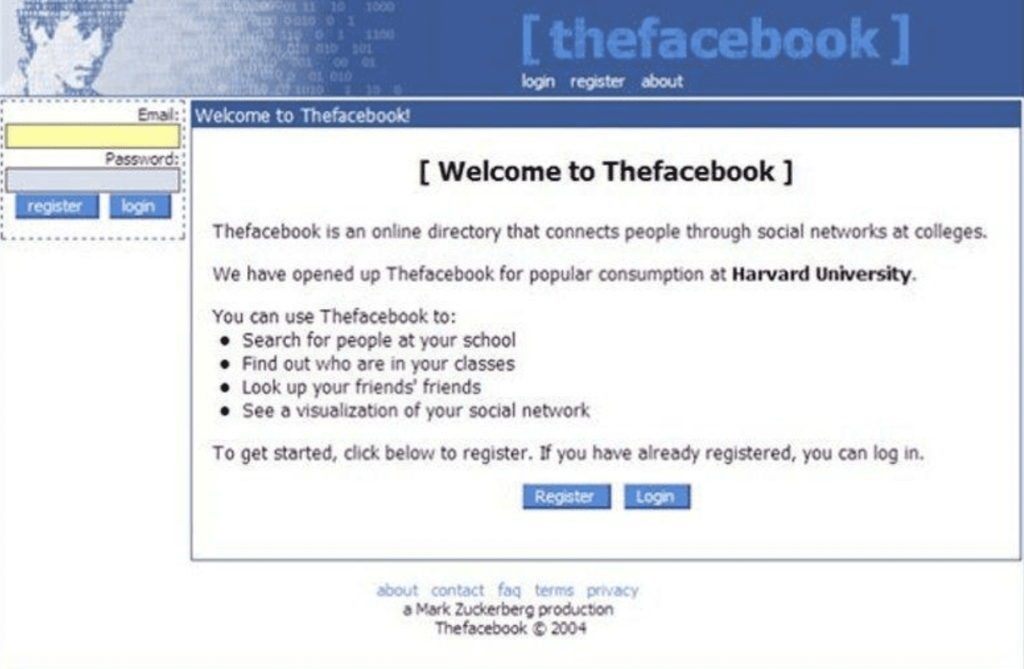 [thefacebook]
login register about
Email:
Password:
register login
Welcome to Thefacebook!
[ Welcome to Thefacebook ]
Thefacebook is an online directory that connects people through social networks at colleges.
We have opened up Thefacebook for popular consumption at Harvard University.
You can use Thefacebook to:
• Search for people at your school
• Find out who are in your classes
• Look up your friends' friends
• See a visualization of your social network
To get started, click below to register. If you have already registered, you can log in.
Register Login
about contact faq terms privacy
a Mark Zuckerberg production
Thefacebook © 2004